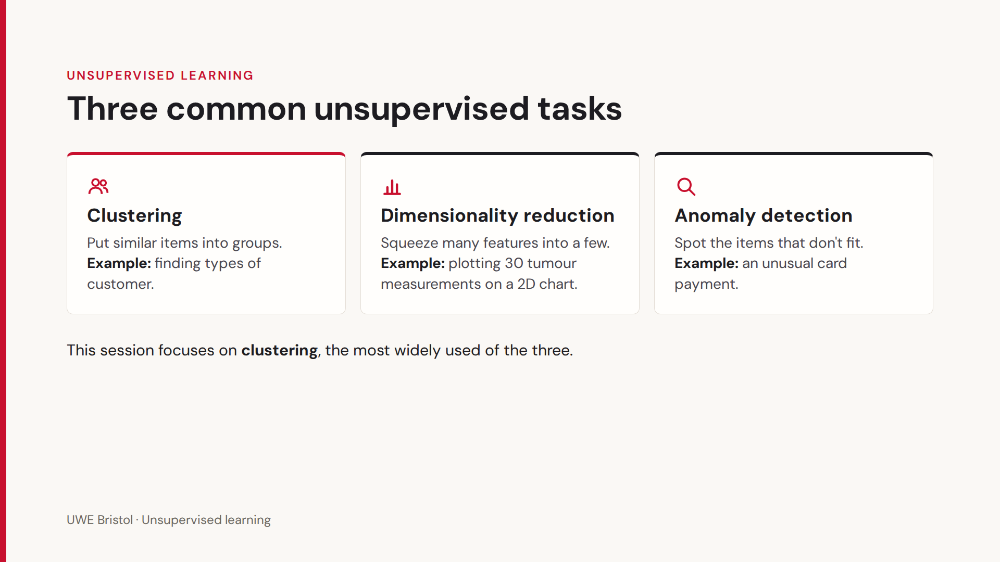 UNSUPERVISED LEARNING
Three common unsupervised tasks
Clustering
Put similar items into groups.
Example: finding types of
customer.
Dimensionality reduction
Squeeze many features into a few.
Example: plotting 30 tumour
measurements on a 2D chart.
Anomaly detection
Spot the items that don't fit.
Example: an unusual card
payment.
This session focuses on clustering, the most widely used of the three.
UWE Bristol · Unsupervised learning